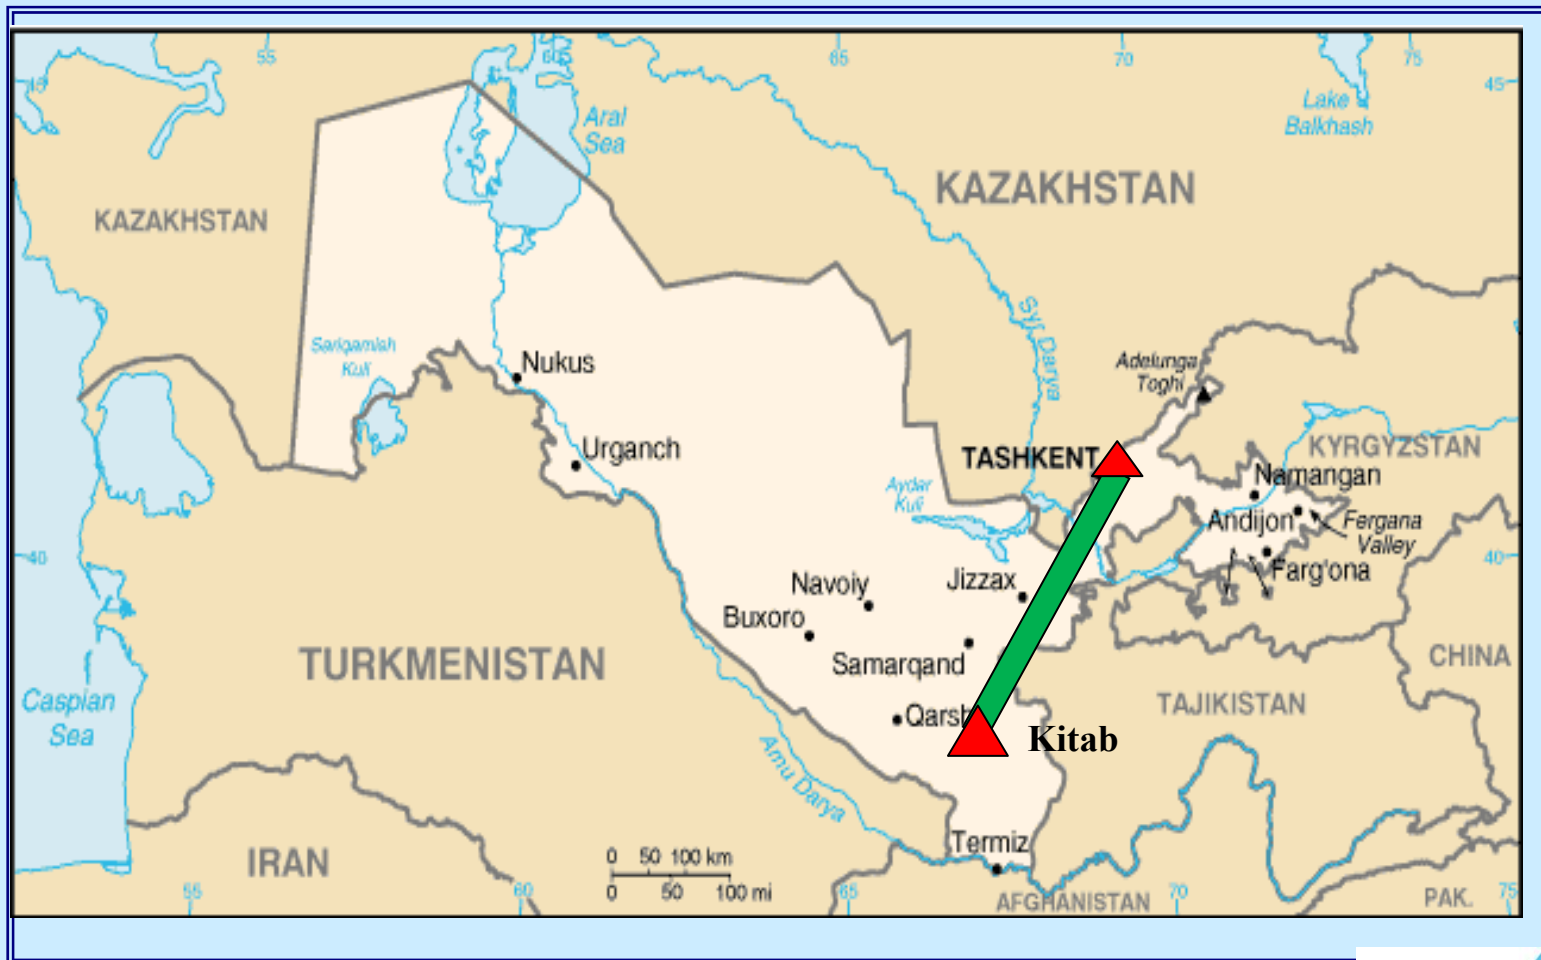 55
60
65
70
75
45
45
Aral
Sea
Lake
Balkhash
KAZAKHSTAN
KAZAKHSTAN
Syr Darya
Sariqamish
Kuli
Nukus
Adelunga
Toghi
Urganch
TASHKENT
KYRGYZSTAN
Namangan
Aydar
Kuli
Andijon
Fergana
Valley
40
40
Farg'ona
Jizzax
Navoiy
Buxoro
Samarqand
CHINA
TURKMENISTAN
TAJIKISTAN
Caspian
Sea
Qarsh
Kitab
Amu Darya
Termiz
IRAN
0 50 100 km
0 50 100 mi
55
60
65
70
75
AFGHANISTAN
PAK.